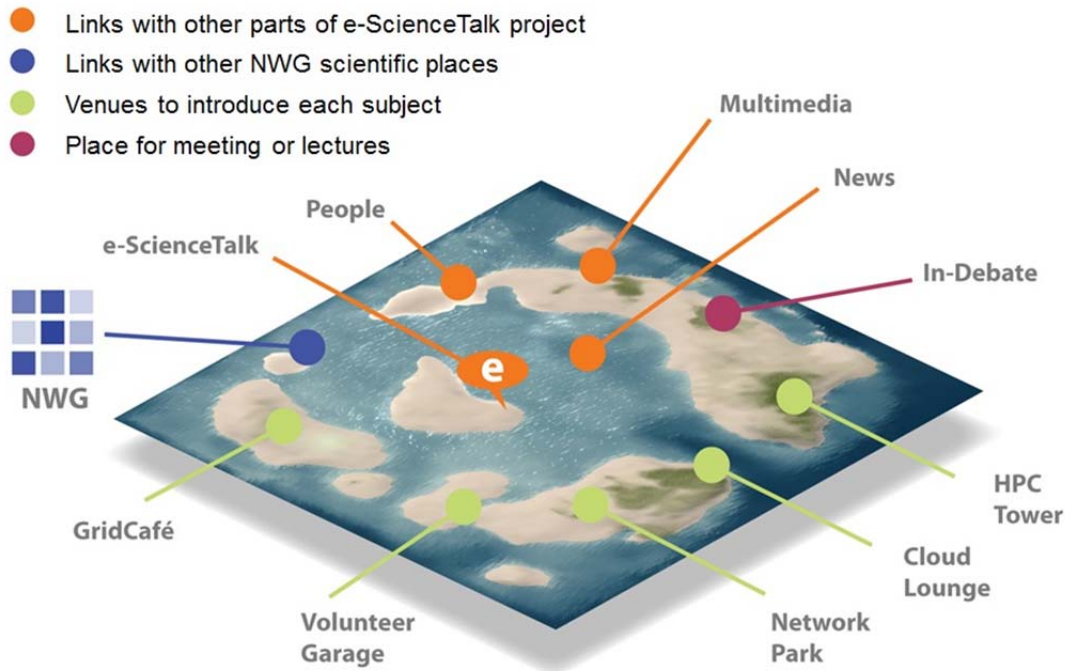 Links with other parts of e-ScienceTalk project
Links with other NWG scientific places
Venues to introduce each subject
Place for meeting or lectures
Multimedia
News
People
e-ScienceTalk
In-Debate
e
NWG
HPC
Tower
GridCafé
Cloud
Lounge
Volunteer
Garage
Network
Park